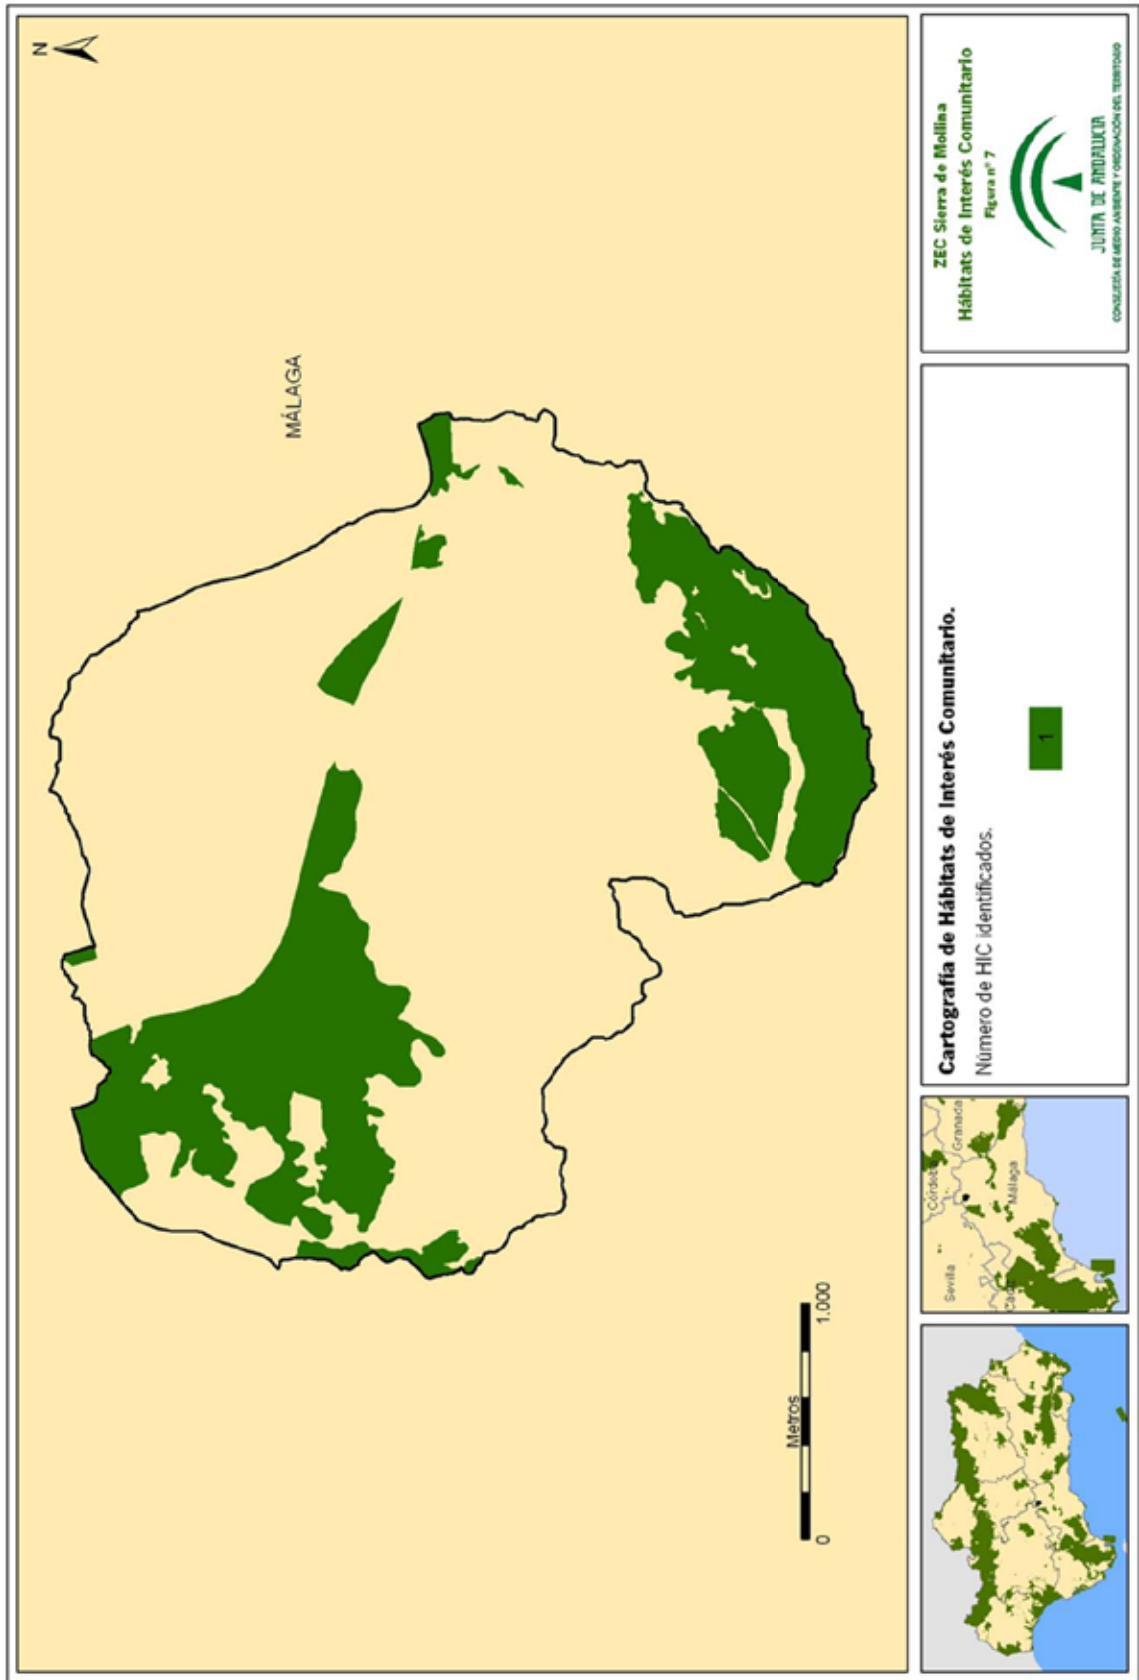 N
MÁLAGA
Metros
0
1.000
Córdoba
Granada
Sevilla
Málaga
Cádiz
Cartografía de Hábitats de Interés Comunitario.
Número de HIC identificados.
1
ZEC Sierra de Mollina
Hábitats de Interés Comunitario
Figura nº 7
JUNTA DE ANDALUCIA
CONSEJERÍA DE MEDIO AMBIENTE Y ORDENACIÓN DEL TERRITORIO